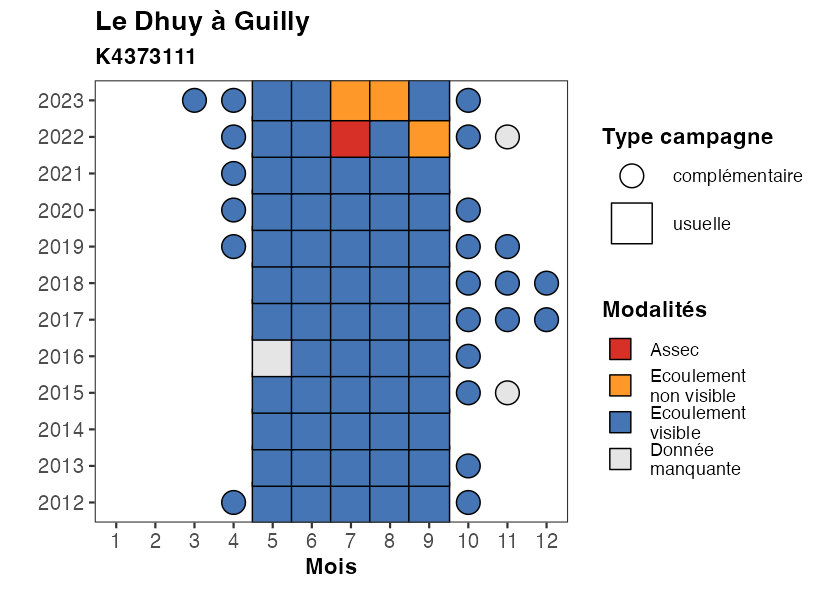 Le Dhuy à Guilly
K4373111
2023
2022
2021
2020
2019
2018
2017
2016
2015
2014
2013
2012
1 2 3 4 5 6 7 8 9 10 11 12
Mois
Type campagne
complémentaire
usuelle
Modalités
Assec
Ecoulement
non visible
Ecoulement
visible
Donnée
manquante